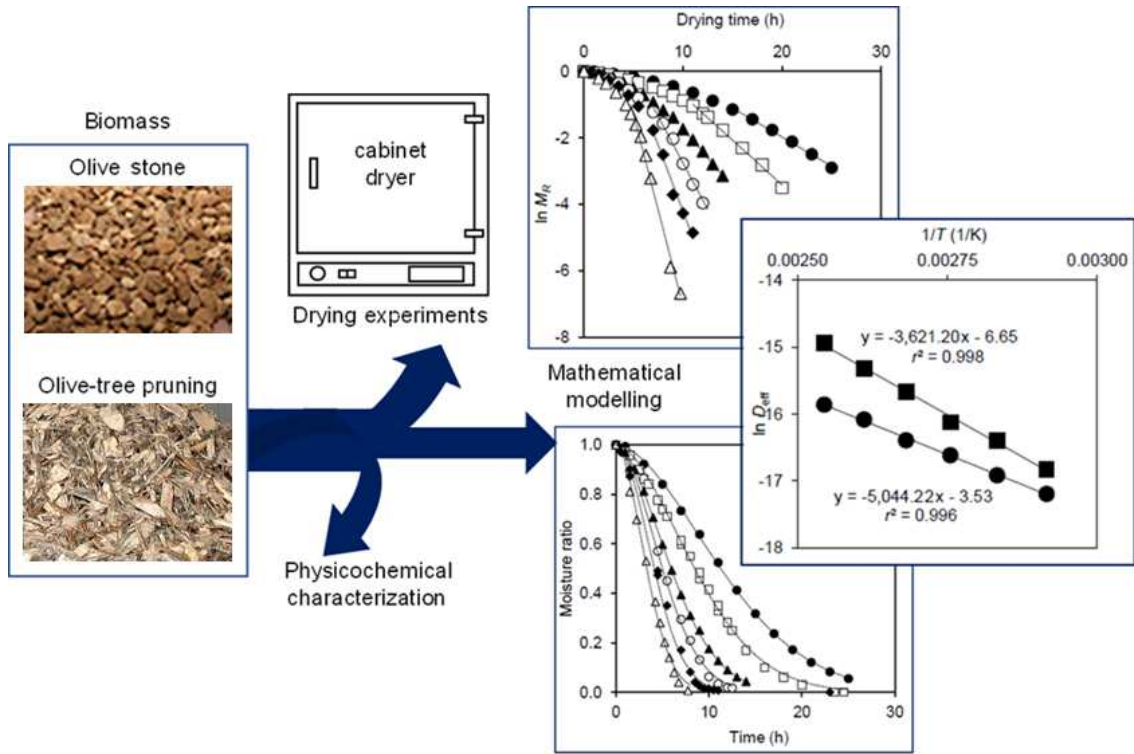 Biomass
Olive stone
Olive-tree pruning
cabinet
dryer
Drying experiments
Physicochemical
characterization
Mathematical
modelling
Drying time (h)
0 10 20 30
0
-2
-4
-6
-8
ln M_R
1/T (1/K)
0.00250 0.00275 0.00300
-14
-15
-16
-17
-18
ln D_eff
y = -3,621.20x - 6.65
r² = 0.998
y = -5,044.22x - 3.53
r² = 0.996
1.0
0.8
0.6
0.4
0.2
0.0
Moisture ratio
0 10 20 30
Time (h)